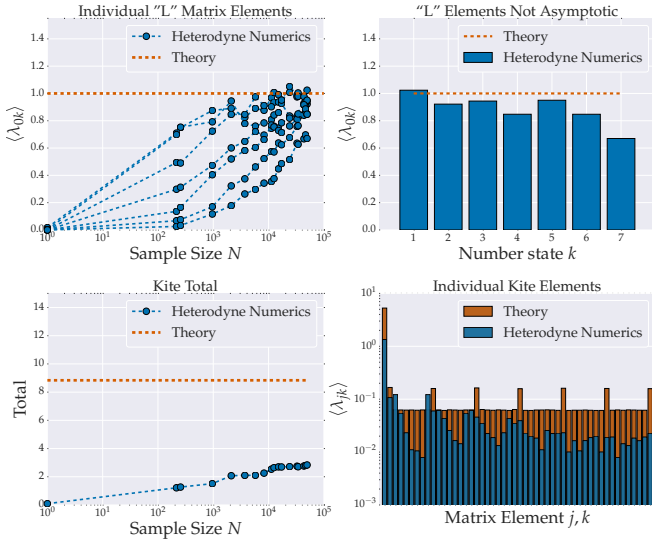 Individual ”L” Matrix Elements
1.4
1.2
1.0
0.8
0.6
0.4
0.2
0.0
⟨λ0k⟩
Heterodyne Numerics
Theory
10^0 10^1 10^2 10^3 10^4 10^5
Sample Size N
“L” Elements Not Asymptotic
1.4
1.2
1.0
0.8
0.6
0.4
0.2
0.0
⟨λ0k⟩
Theory
Heterodyne Numerics
1 2 3 4 5 6 7
Number state k
Kite Total
14
12
10
8
6
4
2
0
Total
Heterodyne Numerics
Theory
10^0 10^1 10^2 10^3 10^4 10^5
Sample Size N
Individual Kite Elements
10^1
10^0
10^−1
10^−2
10^−3
⟨λjk⟩
Theory
Heterodyne Numerics
Matrix Element j, k